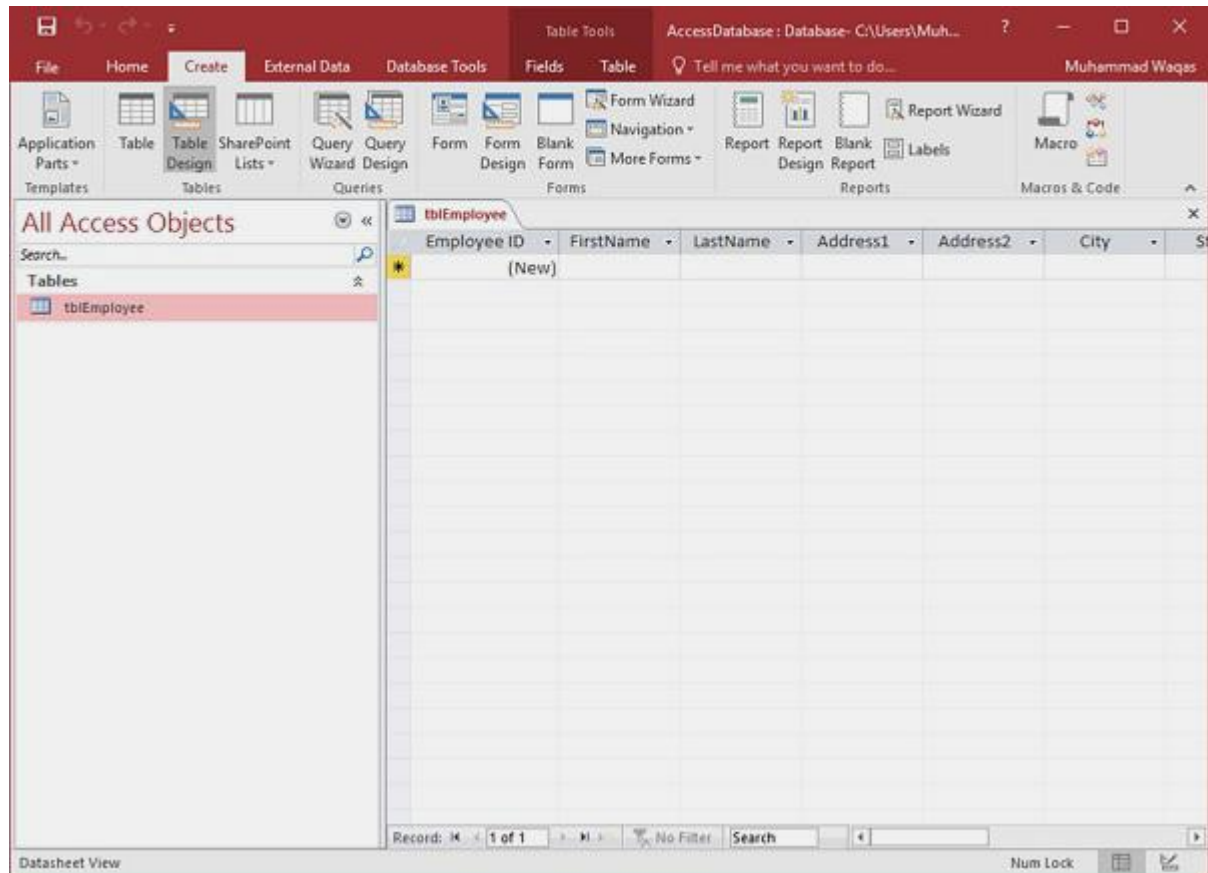 Table Tools AccessDatabase : Database- C:\Users\Muh... ?
File Home Create External Data Database Tools Fields Table Tell me what you want to do... Muhammad Waqas
Application Parts
Table
Table Design
SharePoint Lists
Query Wizard
Query Design
Form
Form Design
Blank Form
Form Wizard
Navigation
More Forms
Report
Report Design
Blank Report
Report Wizard
Labels
Macro
Templates Tables Queries Forms Reports Macros & Code
All Access Objects
Search...
Tables
tblEmployee
tblEmployee
Employee ID FirstName LastName Address1 Address2 City St
(New)
Record: 1 of 1 No Filter Search
Datasheet View Num Lock